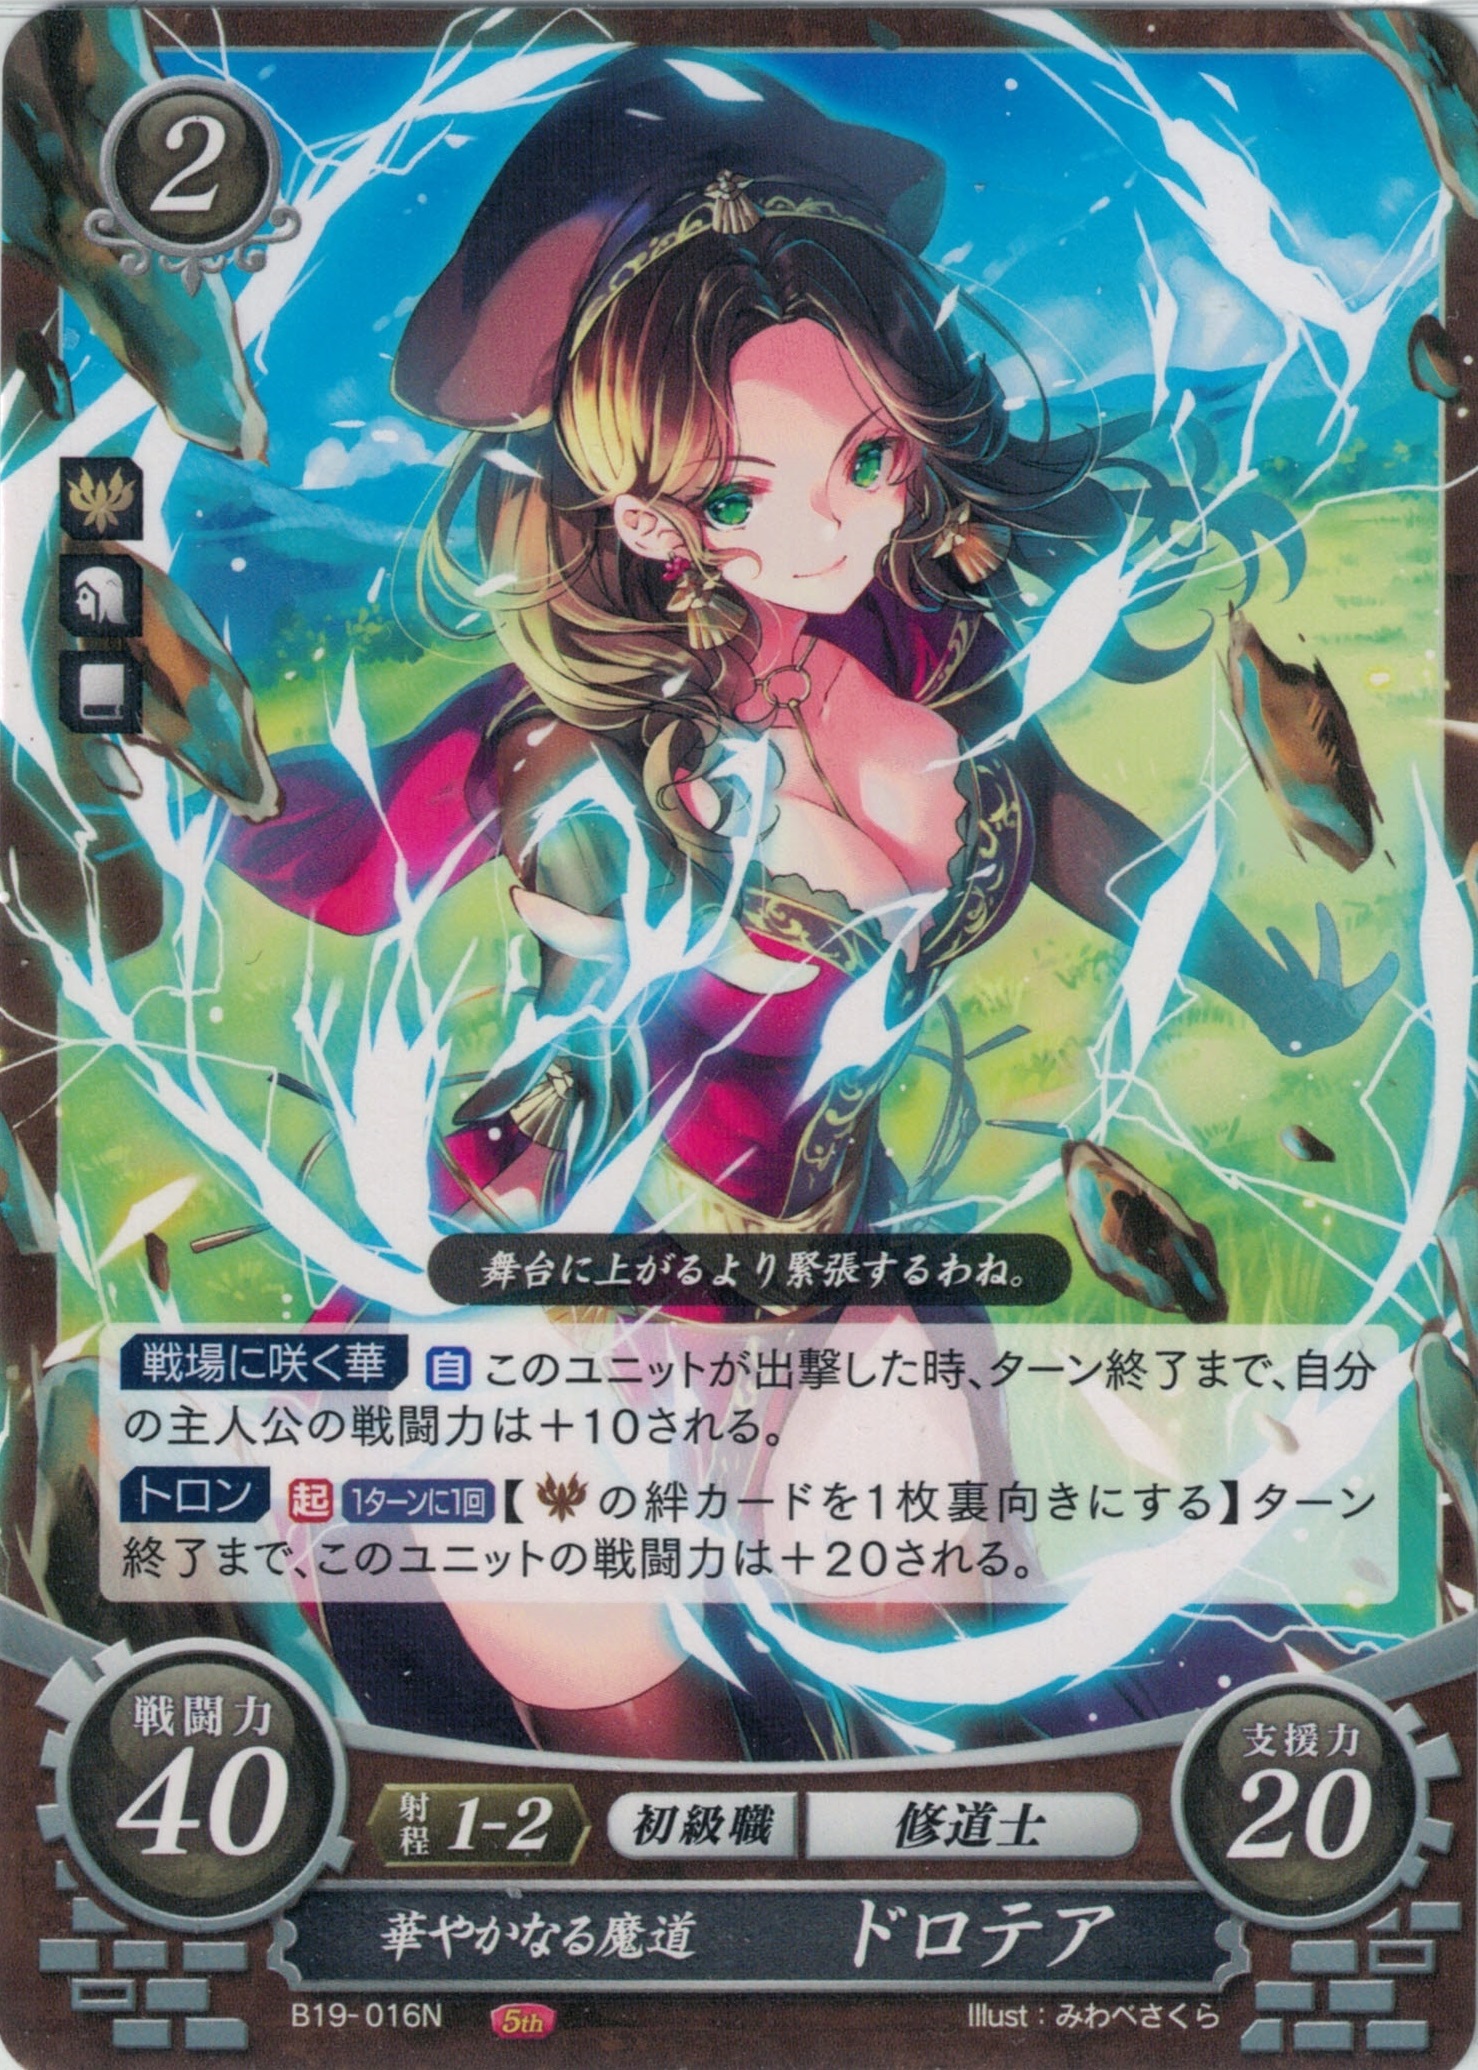 2
舞台に上がるより緊張するわね。
戦場に咲く華 自 このユニットが出撃した時、ターン終了まで、自分
の主人公の戦闘力は＋10される。
トロン 起 1ターンに1回 【の絆カードを1枚裏向きにする】ターン
終了まで、このユニットの戦闘力は＋20される。
戦闘力
40
射程 1-2
初級職 修道士
支援力
20
華やかなる魔道 ドロテア
B19-016N 5th Illust：みわべさくら